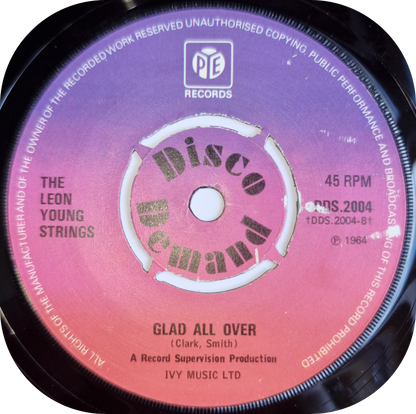 ALL RIGHTS OF THE MANUFACTURER AND OF THE OWNER OF THE RECORDED WORK RESERVED UNAUTHORISED COPYING, PUBLIC PERFORMANCE AND BROADCASTING OF THIS RECORD PROHIBITED
PYE
RECORDS
Disco
Demand
THE
LEON
YOUNG
STRINGS
45 RPM
DDS.2004
†DDS.2004-B†
℗ 1964
GLAD ALL OVER
(Clark, Smith)
A Record Supervision Production
IVY MUSIC LTD